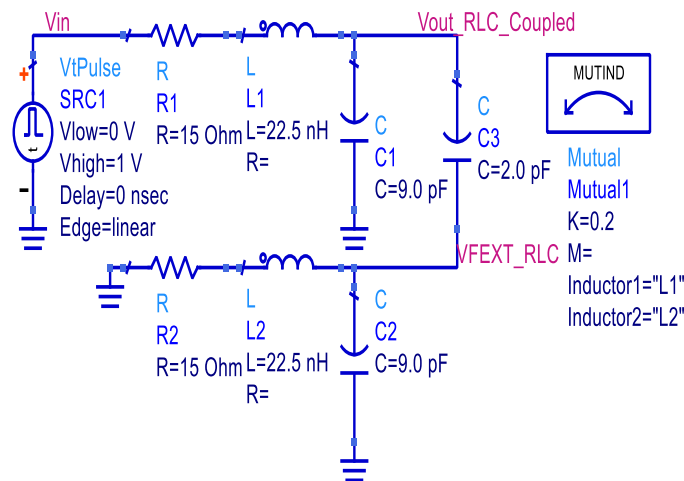 Vin
Vout_RLC_Coupled
VtPulse
SRC1
Vlow=0 V
Vhigh=1 V
Delay=0 nsec
Edge=linear
+
-
R
R1
R=15 Ohm
L
L1
L=22.5 nH
R=
C
C1
C=9.0 pF
C
C3
C=2.0 pF
MUTIND
Mutual
Mutual1
K=0.2
M=
Inductor1="L1"
Inductor2="L2"
VFEXT_RLC
R
R2
R=15 Ohm
L
L2
L=22.5 nH
R=
C
C2
C=9.0 pF